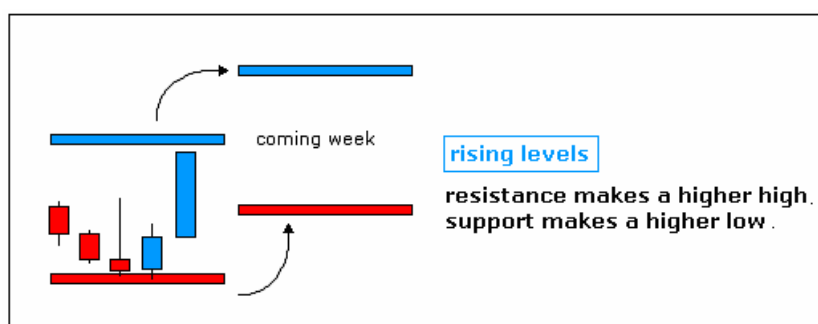 coming week
rising levels
resistance makes a higher high.
support makes a higher low.